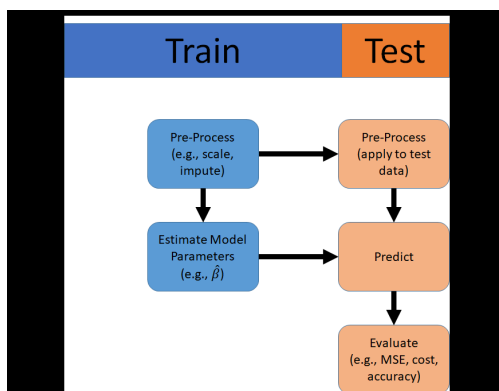 Train
Test
Pre-Process
(e.g., scale,
impute)
Pre-Process
(apply to test
data)
Estimate Model
Parameters
(e.g., β̂)
Predict
Evaluate
(e.g., MSE, cost,
accuracy)